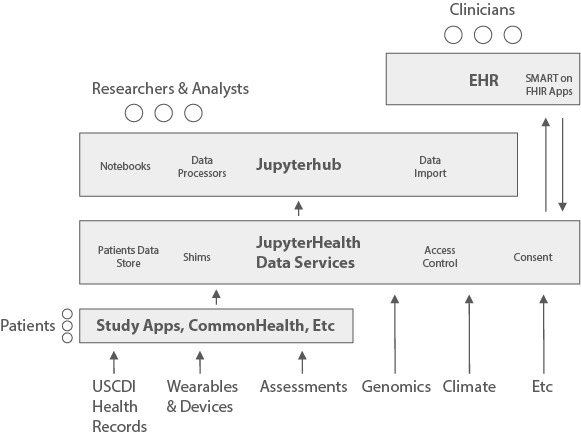 Clinicians
EHR
SMART on
FHIR Apps
Researchers & Analysts
Notebooks
Data
Processors
Jupyterhub
Data
Import
Patients Data
Store
Shims
JupyterHealth
Data Services
Access
Control
Consent
Patients
Study Apps, CommonHealth, Etc
USCDI
Health
Records
Wearables
& Devices
Assessments
Genomics
Climate
Etc